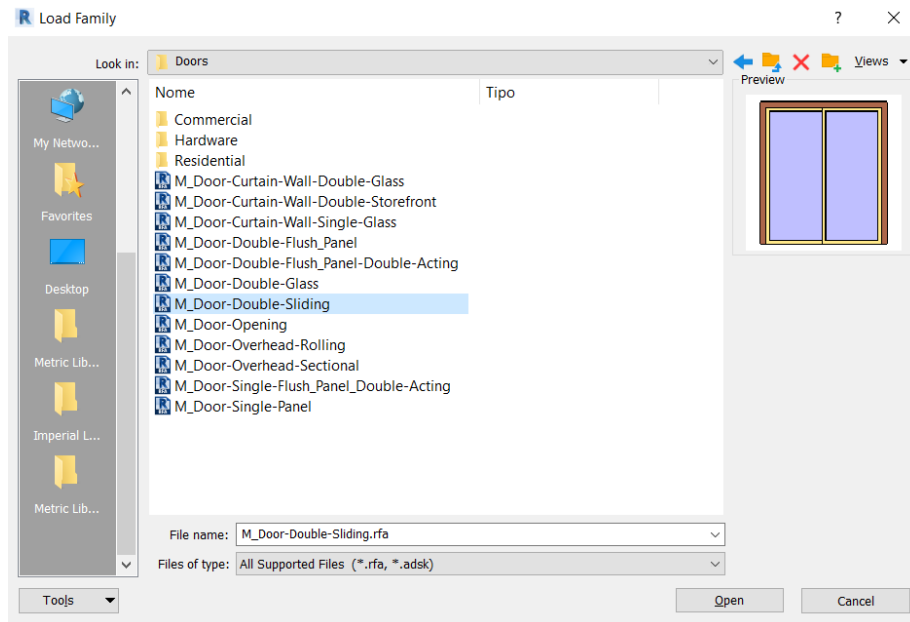 Load Family
Look in: Doors
Views
Preview
My Netwo...
Favorites
Desktop
Metric Lib...
Imperial L...
Metric Lib...
Nome Tipo
Commercial
Hardware
Residential
M_Door-Curtain-Wall-Double-Glass
M_Door-Curtain-Wall-Double-Storefront
M_Door-Curtain-Wall-Single-Glass
M_Door-Double-Flush_Panel
M_Door-Double-Flush_Panel-Double-Acting
M_Door-Double-Glass
M_Door-Double-Sliding
M_Door-Opening
M_Door-Overhead-Rolling
M_Door-Overhead-Sectional
M_Door-Single-Flush_Panel_Double-Acting
M_Door-Single-Panel
File name: M_Door-Double-Sliding.rfa
Files of type: All Supported Files (*.rfa, *.adsk)
Tools Open Cancel